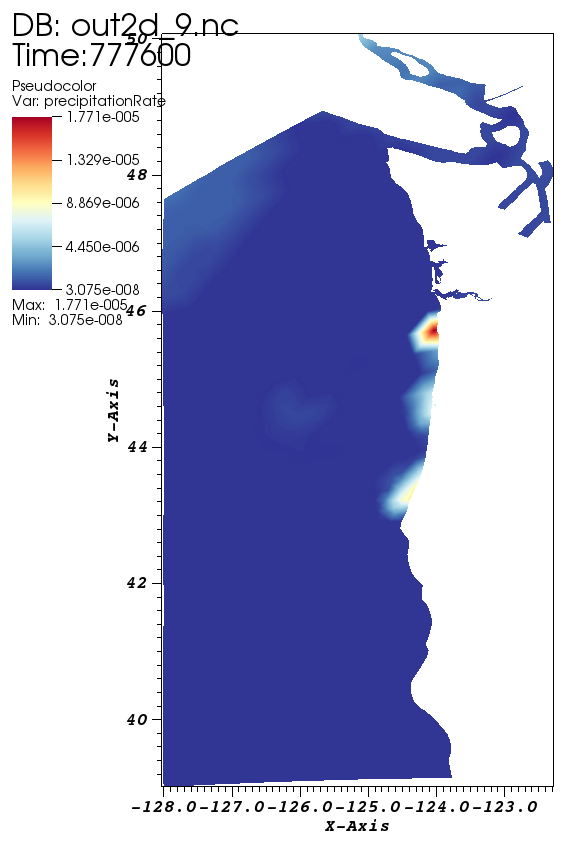 DB: out2d_9.nc
Time:777600
Pseudocolor
Var: precipitationRate
1.771e-005
1.329e-005
8.869e-006
4.450e-006
3.075e-008
Max: 1.771e-005
Min: 3.075e-008
50
48
46
44
42
40
Y-Axis
-128.0 -127.0 -126.0 -125.0 -124.0 -123.0
X-Axis